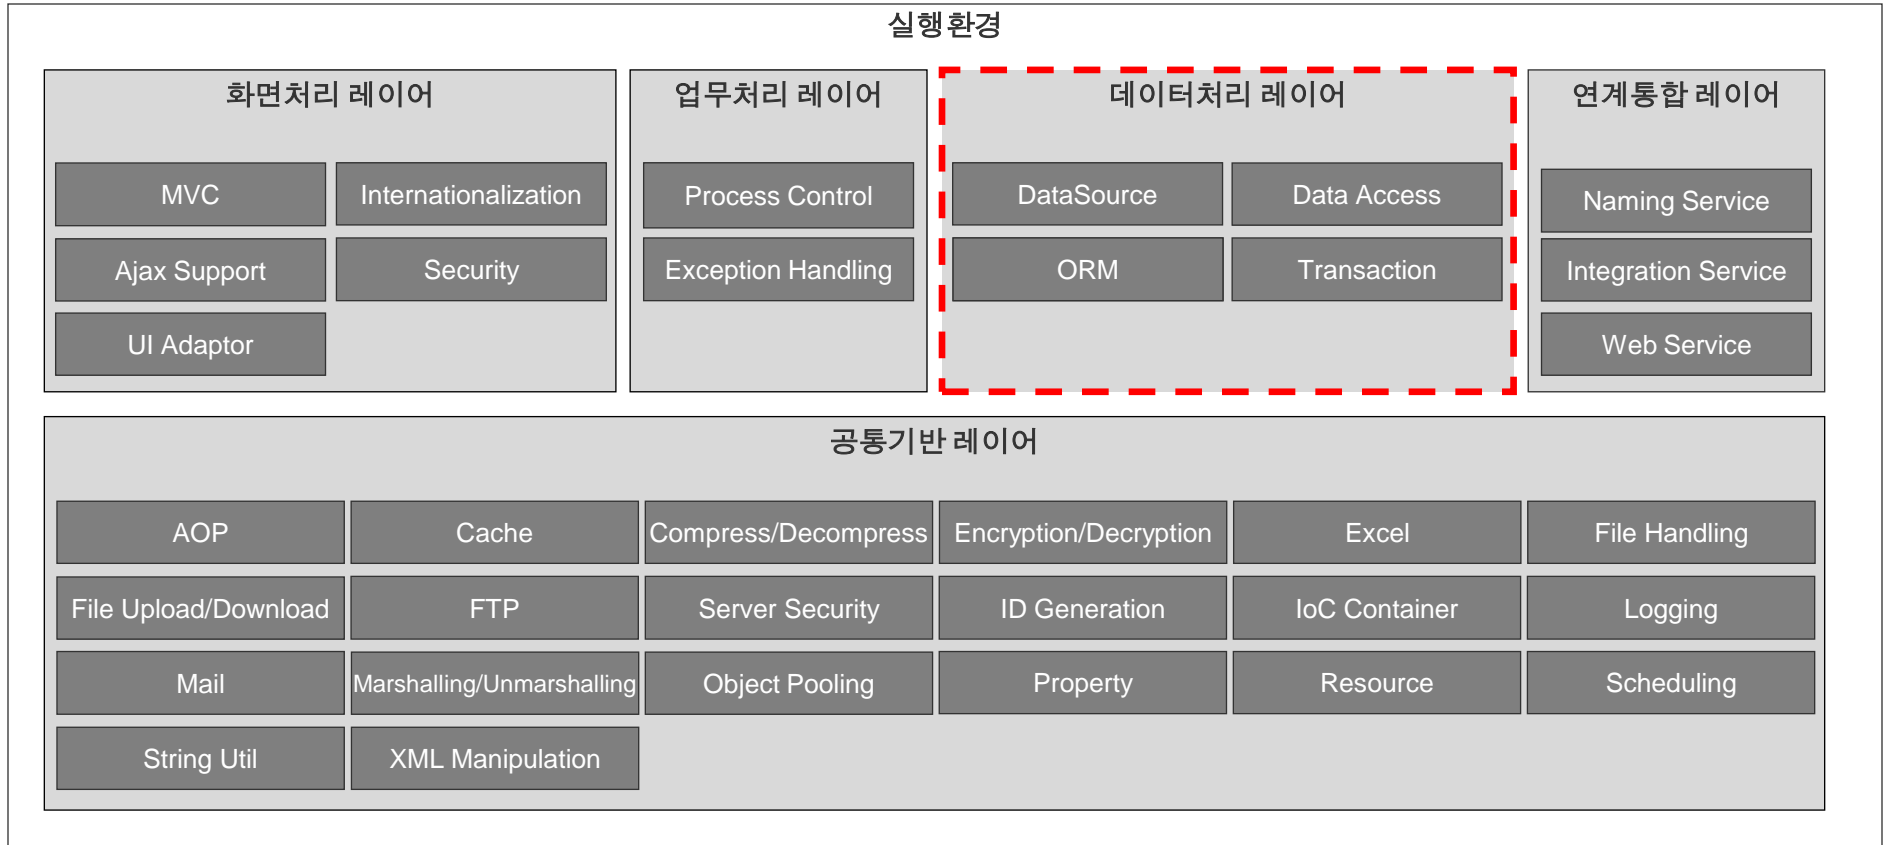 실행환경
화면처리 레이어
MVC
Internationalization
Ajax Support
Security
UI Adaptor
업무처리 레이어
Process Control
Exception Handling
데이터처리 레이어
DataSource
Data Access
ORM
Transaction
연계통합 레이어
Naming Service
Integration Service
Web Service
공통기반 레이어
AOP
Cache
Compress/Decompress
Encryption/Decryption
Excel
File Handling
File Upload/Download
FTP
Server Security
ID Generation
IoC Container
Logging
Mail
Marshalling/Unmarshalling
Object Pooling
Property
Resource
Scheduling
String Util
XML Manipulation